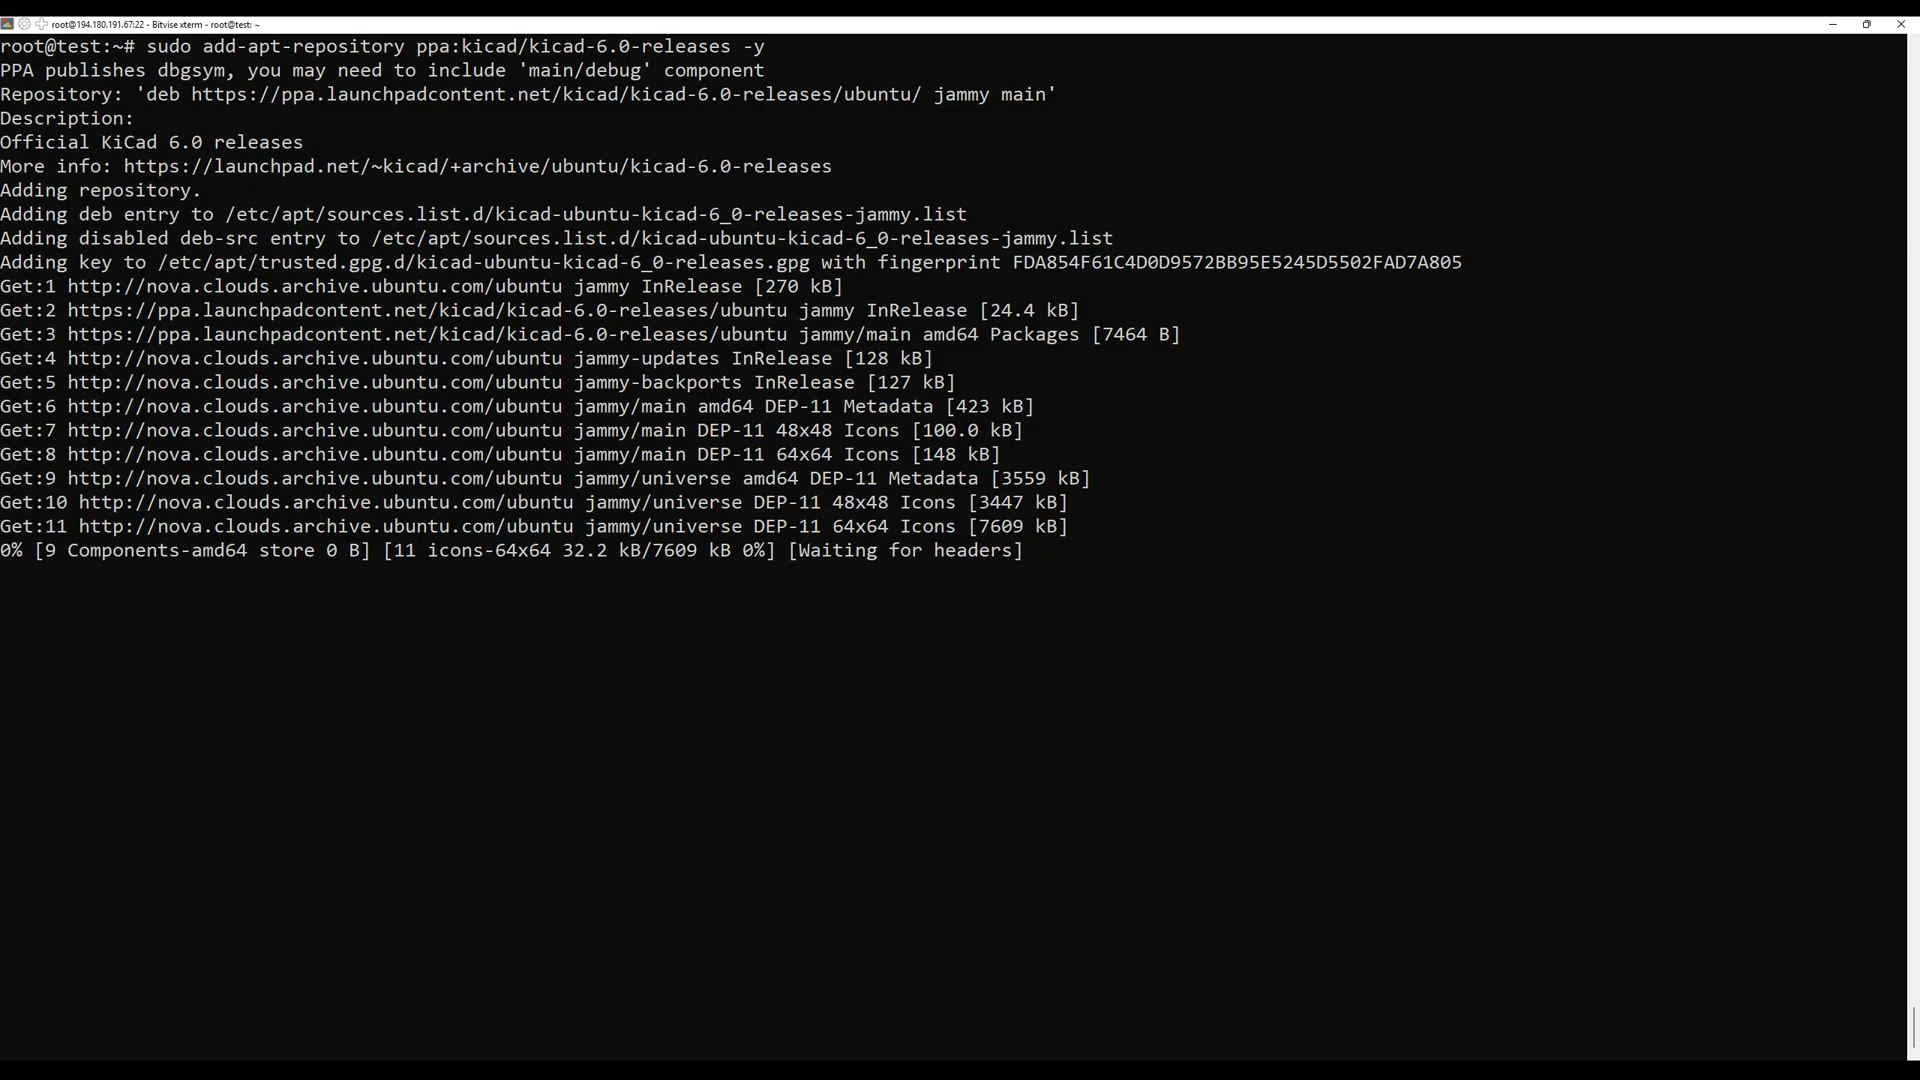 root@194.180.191.67:22 - Bitvise xterm - root@test: ~
root@test:~# sudo add-apt-repository ppa:kicad/kicad-6.0-releases -y
PPA publishes dbgsym, you may need to include 'main/debug' component
Repository: 'deb https://ppa.launchpadcontent.net/kicad/kicad-6.0-releases/ubuntu/ jammy main'
Description:
Official KiCad 6.0 releases
More info: https://launchpad.net/~kicad/+archive/ubuntu/kicad-6.0-releases
Adding repository.
Adding deb entry to /etc/apt/sources.list.d/kicad-ubuntu-kicad-6_0-releases-jammy.list
Adding disabled deb-src entry to /etc/apt/sources.list.d/kicad-ubuntu-kicad-6_0-releases-jammy.list
Adding key to /etc/apt/trusted.gpg.d/kicad-ubuntu-kicad-6_0-releases.gpg with fingerprint FDA854F61C4D0D9572BB95E5245D5502FAD7A805
Get:1 http://nova.clouds.archive.ubuntu.com/ubuntu jammy InRelease [270 kB]
Get:2 https://ppa.launchpadcontent.net/kicad/kicad-6.0-releases/ubuntu jammy InRelease [24.4 kB]
Get:3 https://ppa.launchpadcontent.net/kicad/kicad-6.0-releases/ubuntu jammy/main amd64 Packages [7464 B]
Get:4 http://nova.clouds.archive.ubuntu.com/ubuntu jammy-updates InRelease [128 kB]
Get:5 http://nova.clouds.archive.ubuntu.com/ubuntu jammy-backports InRelease [127 kB]
Get:6 http://nova.clouds.archive.ubuntu.com/ubuntu jammy/main amd64 DEP-11 Metadata [423 kB]
Get:7 http://nova.clouds.archive.ubuntu.com/ubuntu jammy/main DEP-11 48x48 Icons [100.0 kB]
Get:8 http://nova.clouds.archive.ubuntu.com/ubuntu jammy/main DEP-11 64x64 Icons [148 kB]
Get:9 http://nova.clouds.archive.ubuntu.com/ubuntu jammy/universe amd64 DEP-11 Metadata [3559 kB]
Get:10 http://nova.clouds.archive.ubuntu.com/ubuntu jammy/universe DEP-11 48x48 Icons [3447 kB]
Get:11 http://nova.clouds.archive.ubuntu.com/ubuntu jammy/universe DEP-11 64x64 Icons [7609 kB]
0% [9 Components-amd64 store 0 B] [11 icons-64x64 32.2 kB/7609 kB 0%] [Waiting for headers]